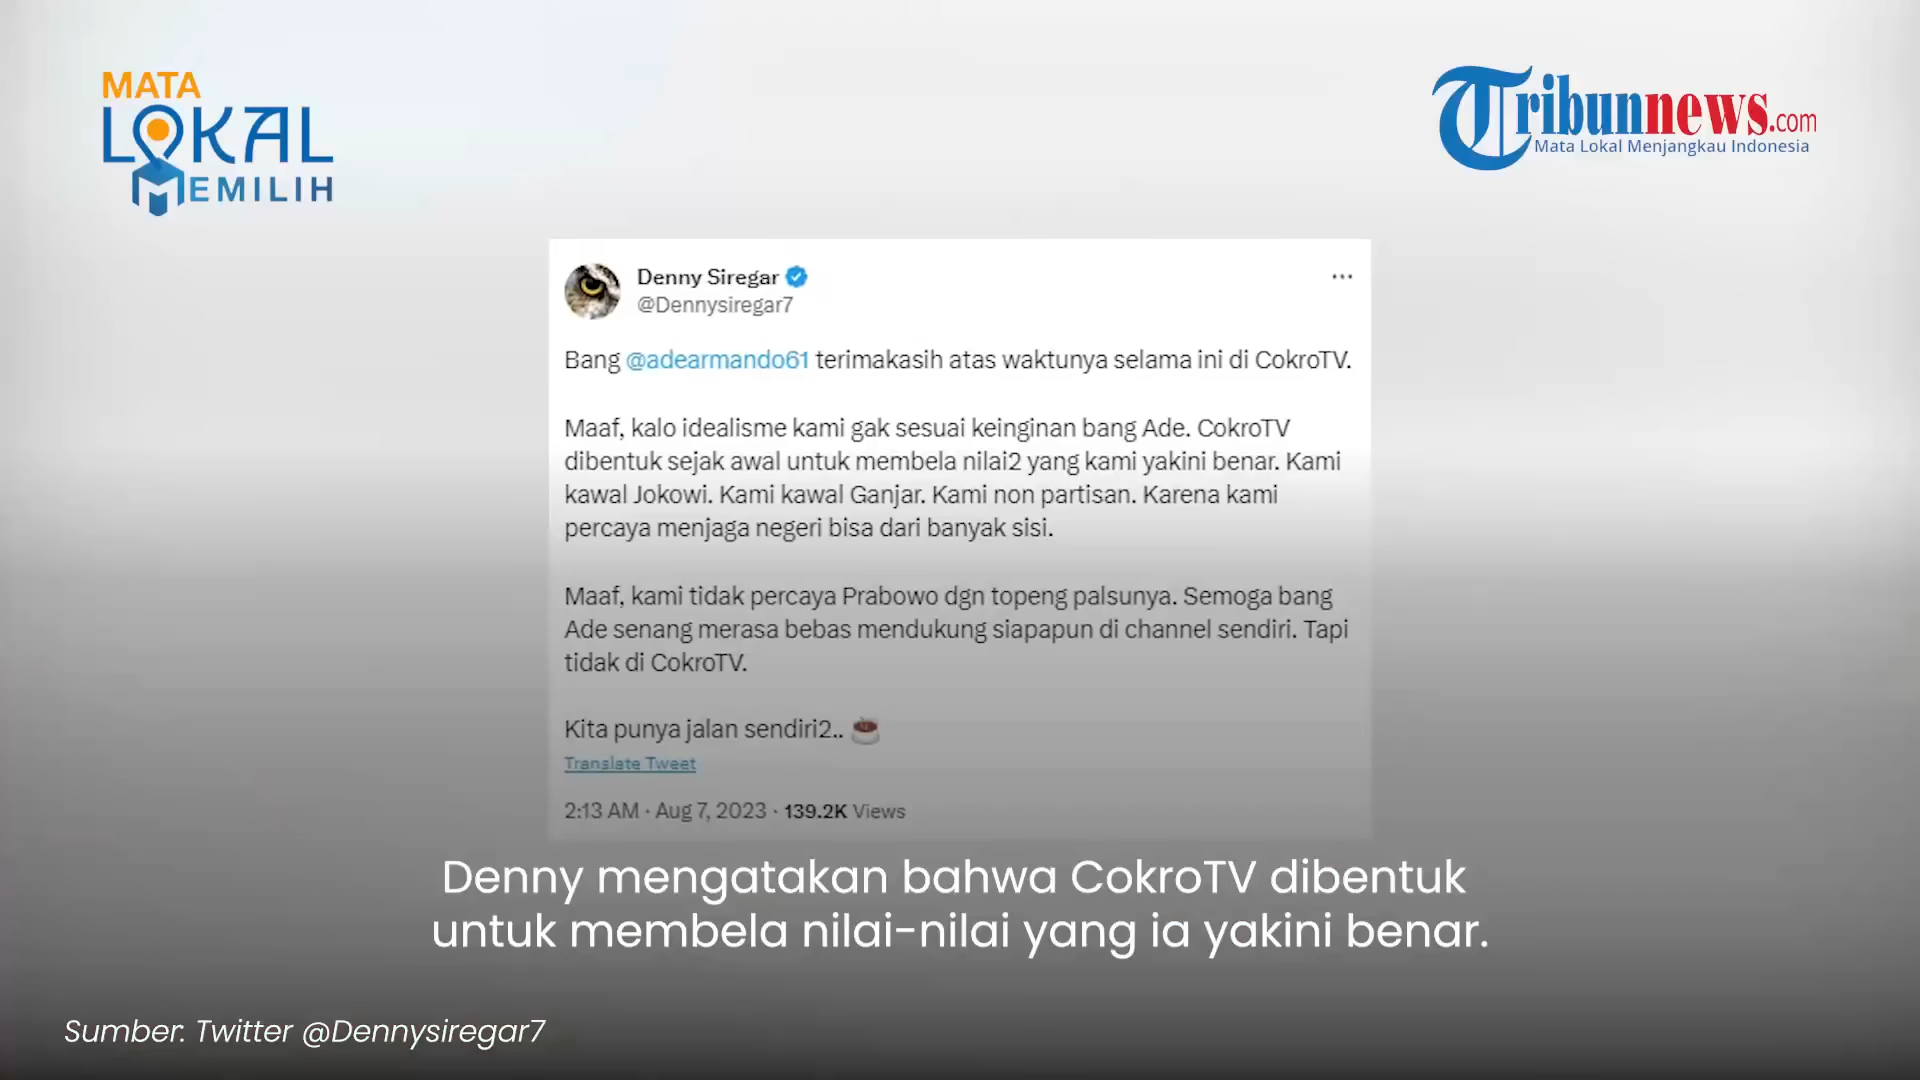 MATA
LOKAL
MEMILIH
Tribunnews.com
Mata Lokal Menjangkau Indonesia
Denny Siregar
@Dennysiregar7
Bang @adearmando61 terimakasih atas waktunya selama ini di CokroTV.
Maaf, kalo idealisme kami gak sesuai keinginan bang Ade. CokroTV
dibentuk sejak awal untuk membela nilai2 yang kami yakini benar. Kami
kawal Jokowi. Kami kawal Ganjar. Kami non partisan. Karena kami
percaya menjaga negeri bisa dari banyak sisi.
Maaf, kami tidak percaya Prabowo dgn topeng palsunya. Semoga bang
Ade senang merasa bebas mendukung siapapun di channel sendiri. Tapi
tidak di CokroTV.
Kita punya jalan sendiri2..
Translate Tweet
2:13 AM · Aug 7, 2023 · 139.2K Views
Denny mengatakan bahwa CokroTV dibentuk
untuk membela nilai-nilai yang ia yakini benar.
Sumber: Twitter @Dennysiregar7